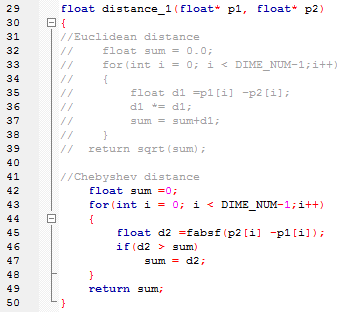 29 float distance_1(float* p1, float* p2)
30 {
31 //Euclidean distance
32 // float sum = 0.0;
33 // for(int i = 0; i < DIME_NUM-1;i++)
34 // {
35 // float d1 =p1[i] -p2[i];
36 // d1 *= d1;
37 // sum = sum+d1;
38 // }
39 // return sqrt(sum);
40
41 //Chebyshev distance
42 float sum =0;
43 for(int i = 0; i < DIME_NUM-1;i++)
44 {
45 float d2 =fabsf(p2[i] -p1[i]);
46 if(d2 > sum)
47 sum = d2;
48 }
49 return sum;
50 }